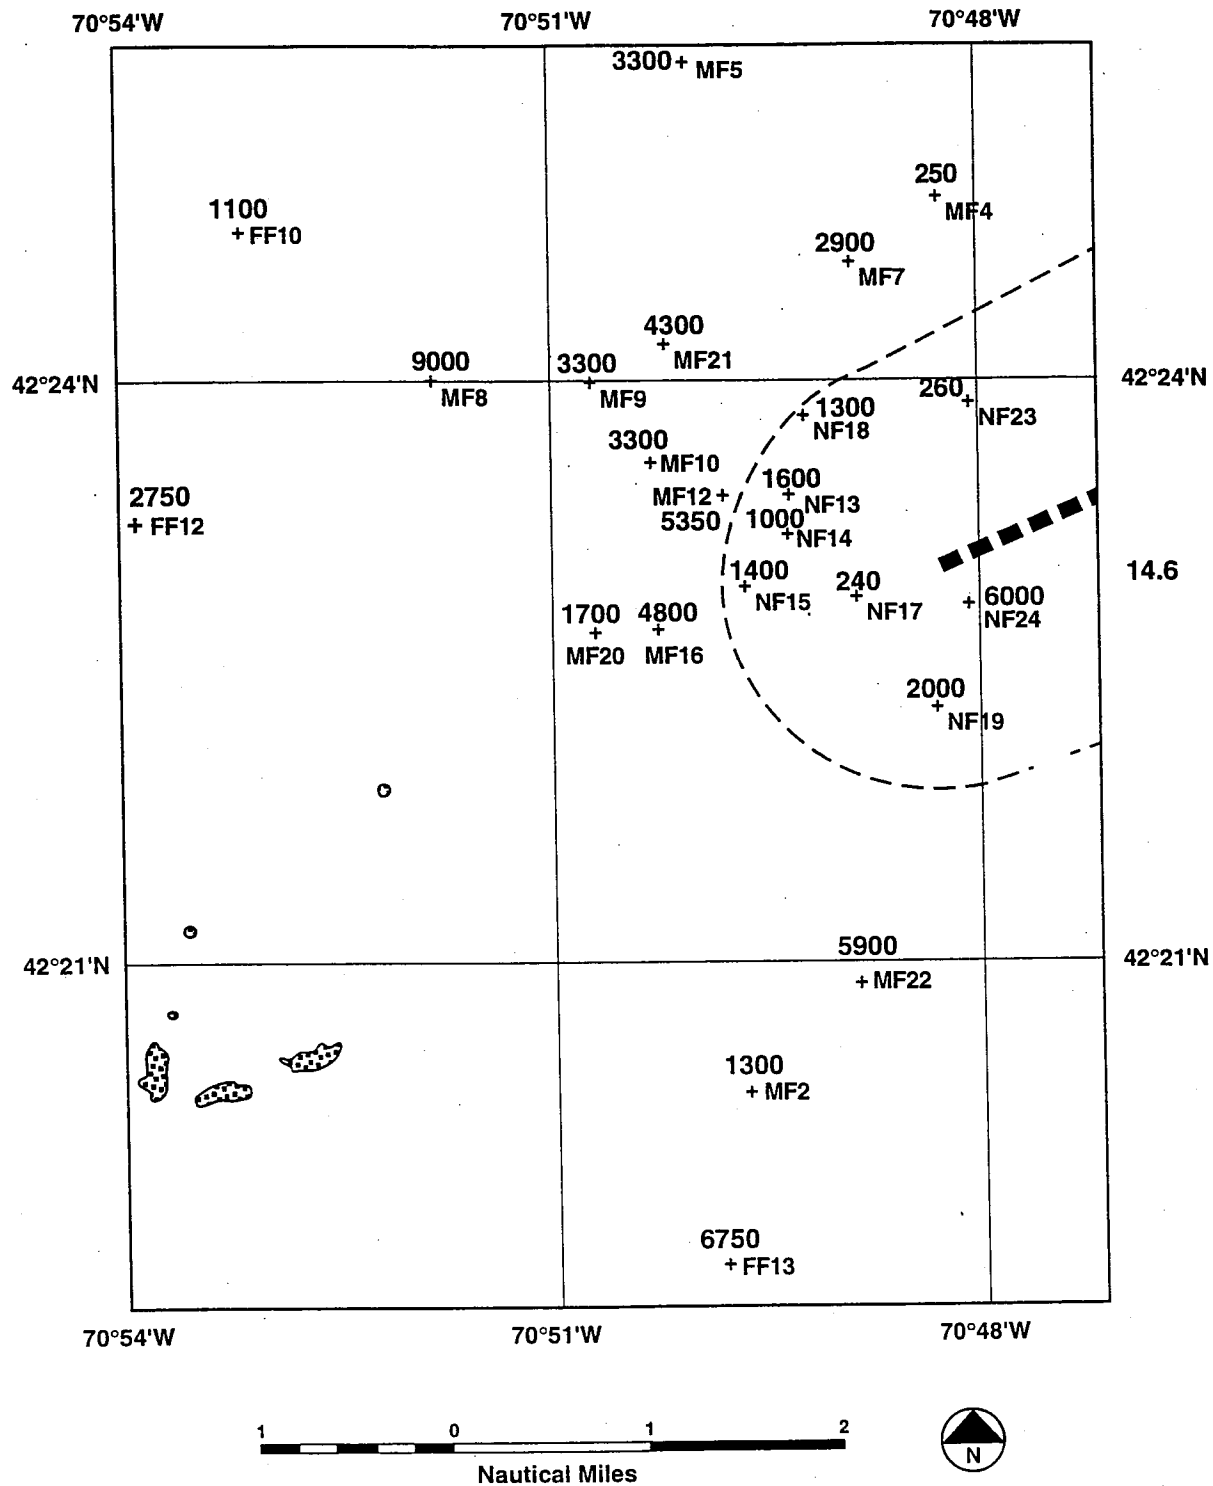 70°54'W 70°51'W 70°48'W
3300 MF5
250
MF4
1100
FF10
2900
MF7
4300
MF21
9000
MF8
3300
MF9
42°24'N 42°24'N
260
NF23
1300
NF18
3300
MF10
1600
NF13
MF12
5350
2750
FF12
1000
NF14
1400
NF15
240
NF17
14.6
6000
NF24
1700
MF20
4800
MF16
2000
NF19
5900
MF22
42°21'N 42°21'N
1300
MF2
6750
FF13
70°54'W 70°51'W 70°48'W
1 0 1 2
Nautical Miles
N